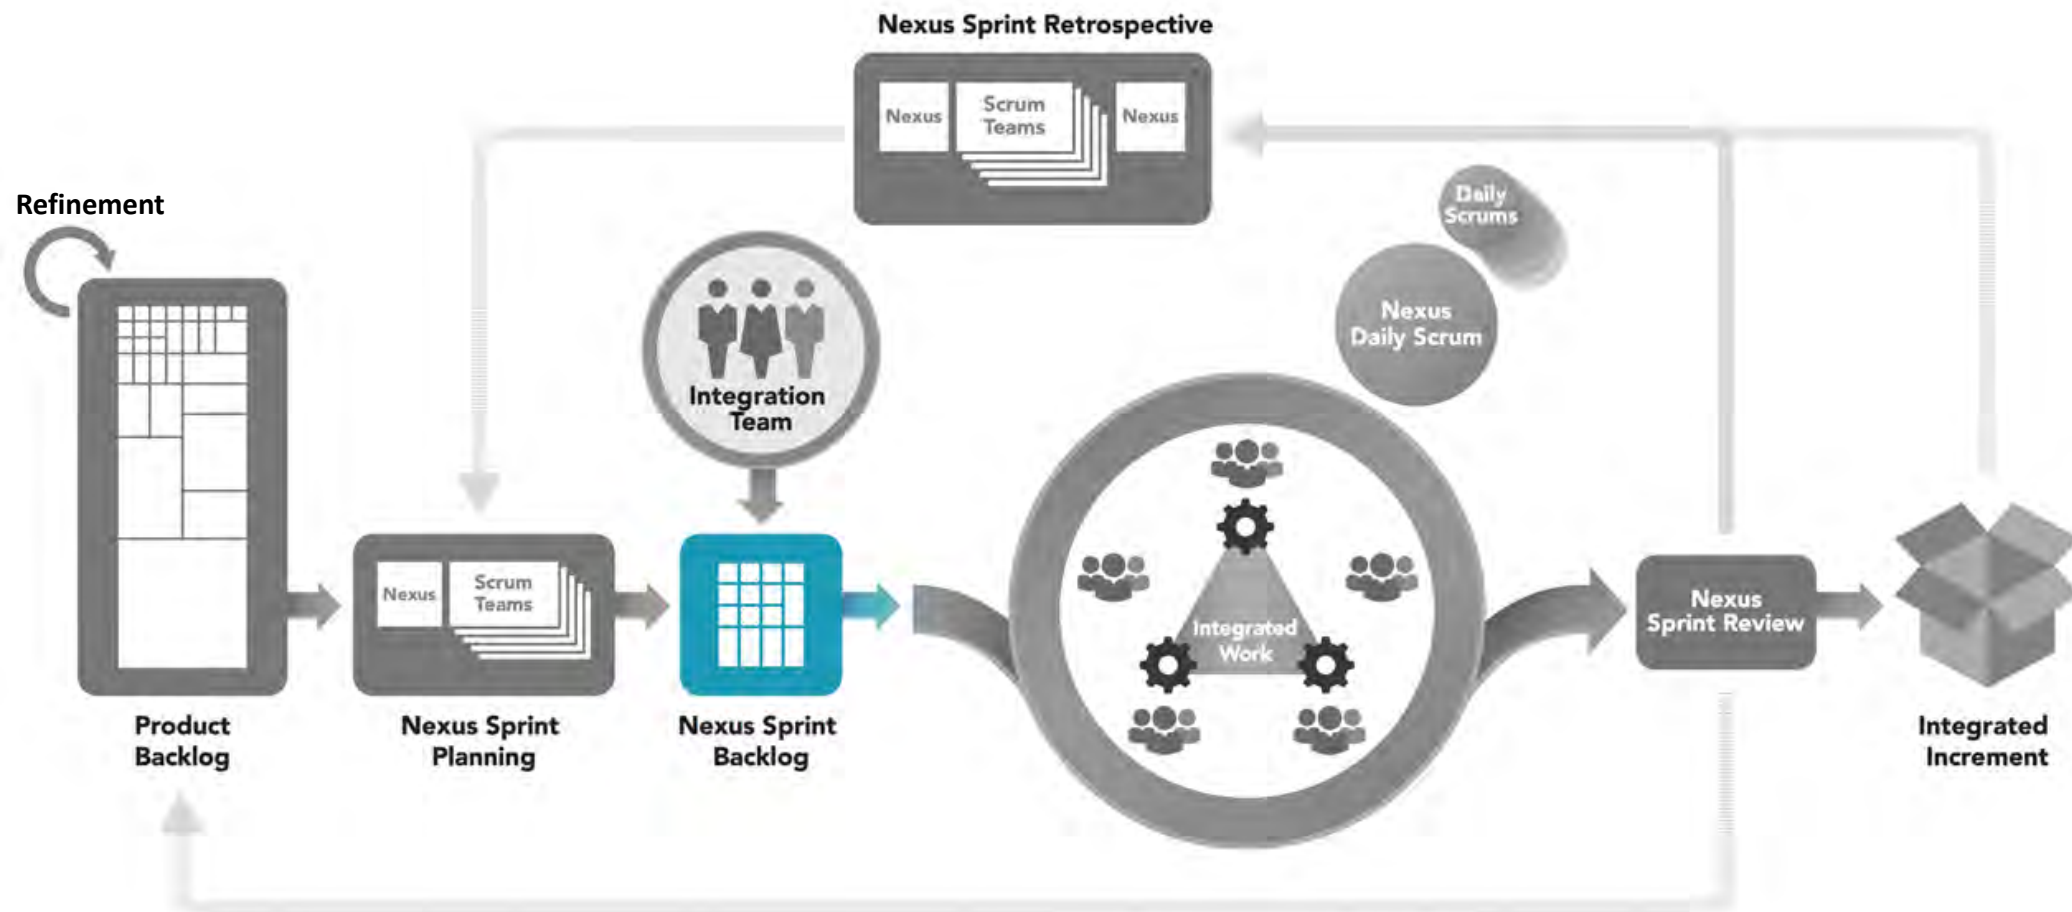 Nexus Sprint Retrospective
Nexus
Scrum
Teams
Nexus
Refinement
Daily
Scrums
Nexus
Daily Scrum
Integration
Team
Nexus
Scrum
Teams
Integrated
Work
Nexus
Sprint Review
Product
Backlog
Nexus Sprint
Planning
Nexus Sprint
Backlog
Integrated
Increment